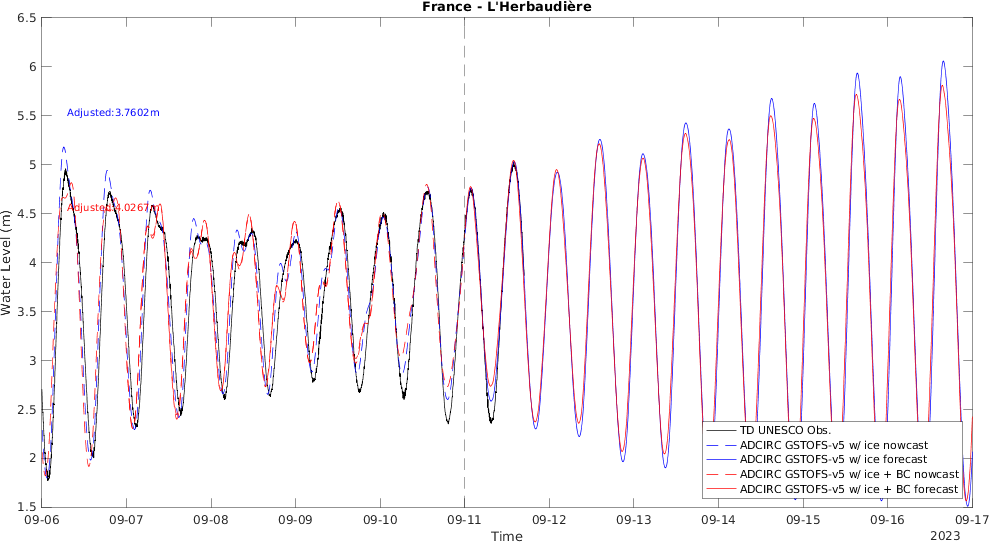 France - L'Herbaudière
Water Level (m)
6.5
6
5.5
5
4.5
4
3.5
3
2.5
2
1.5
Adjusted:3.7602m
Adjusted:4.0267m
TD UNESCO Obs.
ADCIRC GSTOFS-v5 w/ ice nowcast
ADCIRC GSTOFS-v5 w/ ice forecast
ADCIRC GSTOFS-v5 w/ ice + BC nowcast
ADCIRC GSTOFS-v5 w/ ice + BC forecast
09-06 09-07 09-08 09-09 09-10 09-11 09-12 09-13 09-14 09-15 09-16 09-17
Time
2023